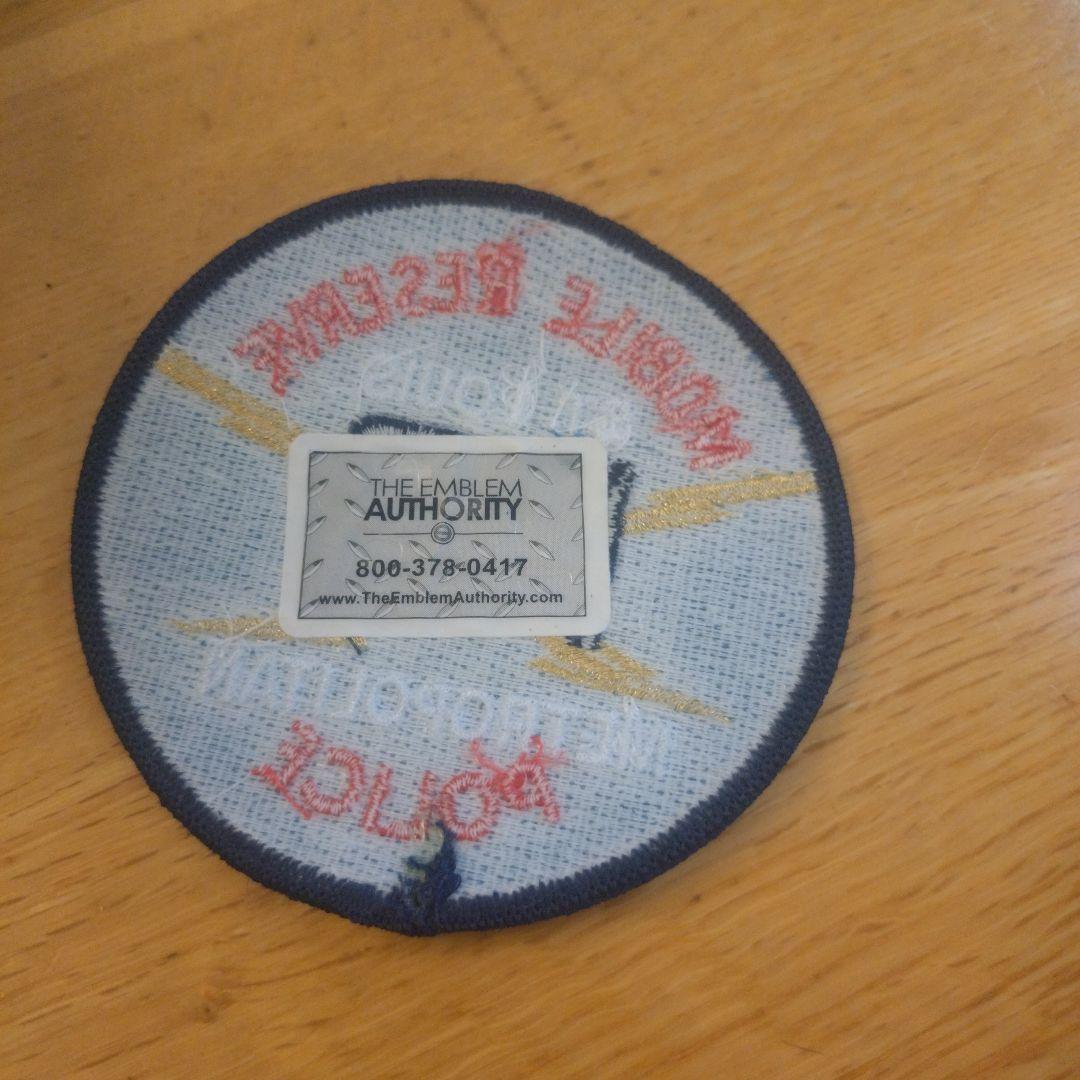 MOBILE RESERVE
St Louis
THE EMBLEM
AUTHORITY
800-378-0417
www.TheEmblemAuthority.com
METROPOLITAN
POLICE